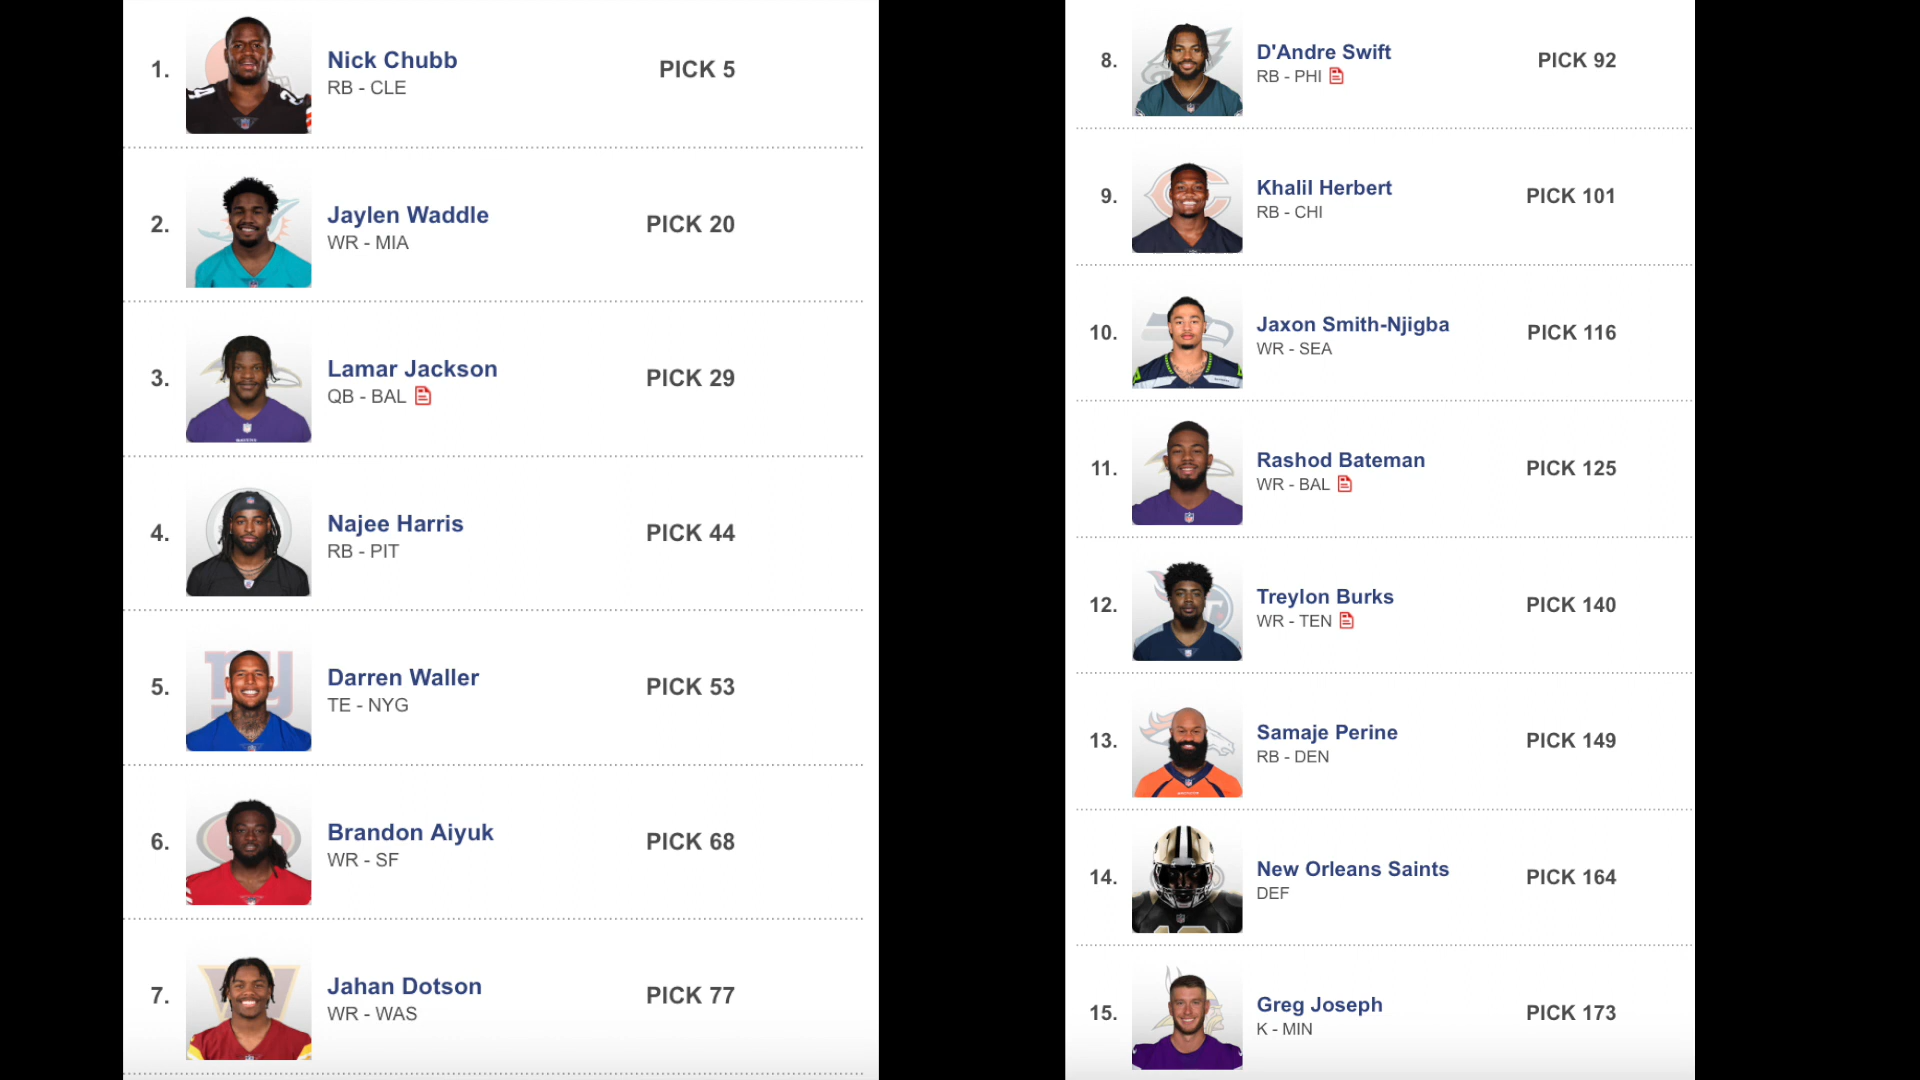 1.
Nick Chubb
RB - CLE
PICK 5
2.
Jaylen Waddle
WR - MIA
PICK 20
3.
Lamar Jackson
QB - BAL
PICK 29
4.
Najee Harris
RB - PIT
PICK 44
5.
Darren Waller
TE - NYG
PICK 53
6.
Brandon Aiyuk
WR - SF
PICK 68
7.
Jahan Dotson
WR - WAS
PICK 77
8.
D'Andre Swift
RB - PHI
PICK 92
9.
Khalil Herbert
RB - CHI
PICK 101
10.
Jaxon Smith-Njigba
WR - SEA
PICK 116
11.
Rashod Bateman
WR - BAL
PICK 125
12.
Treylon Burks
WR - TEN
PICK 140
13.
Samaje Perine
RB - DEN
PICK 149
14.
New Orleans Saints
DEF
PICK 164
15.
Greg Joseph
K - MIN
PICK 173